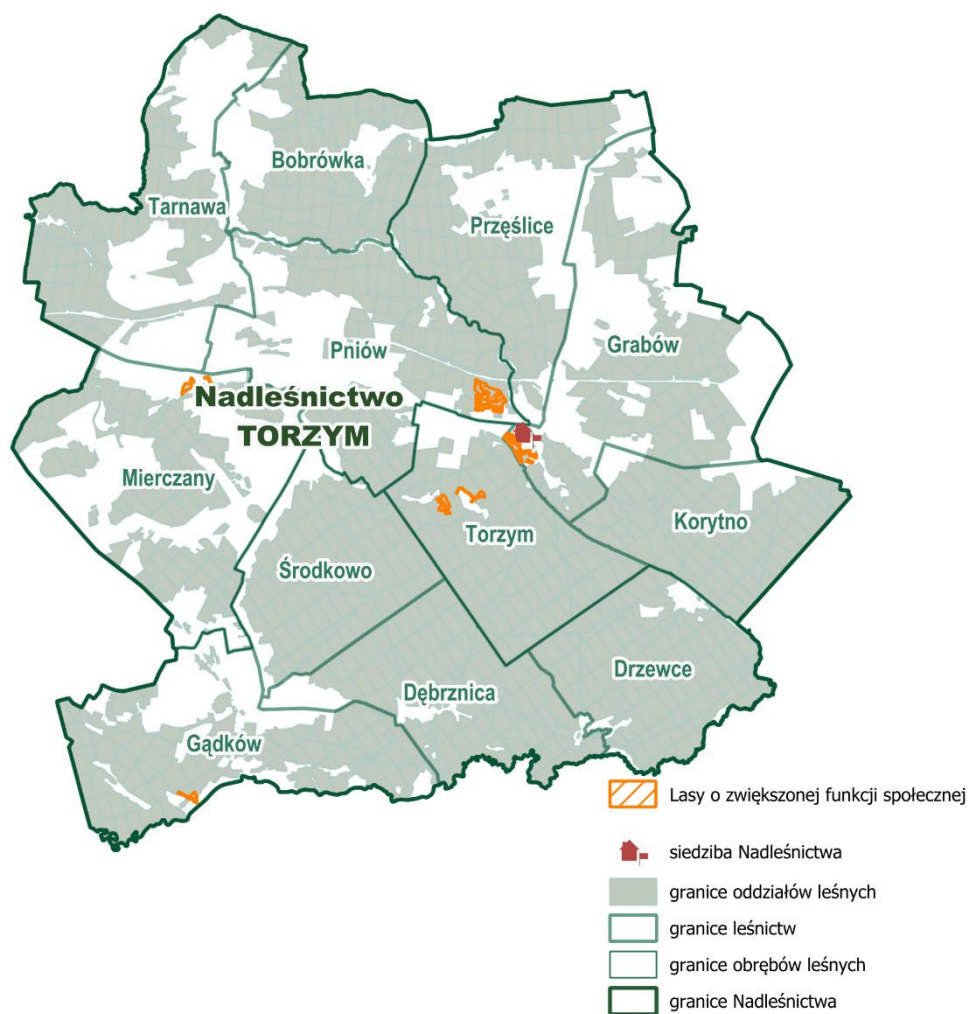 Bobrówka
Tarnawa
Przęślice
Grabów
Pniów
Nadleśnictwo
TORZYM
Mierczany
Korytno
Torzym
Środkowo
Drzewce
Dębrznica
Gądków
Lasy o zwiększonej funkcji społecznej
siedziba Nadleśnictwa
granice oddziałów leśnych
granice leśnictw
granice obrębów leśnych
granice Nadleśnictwa